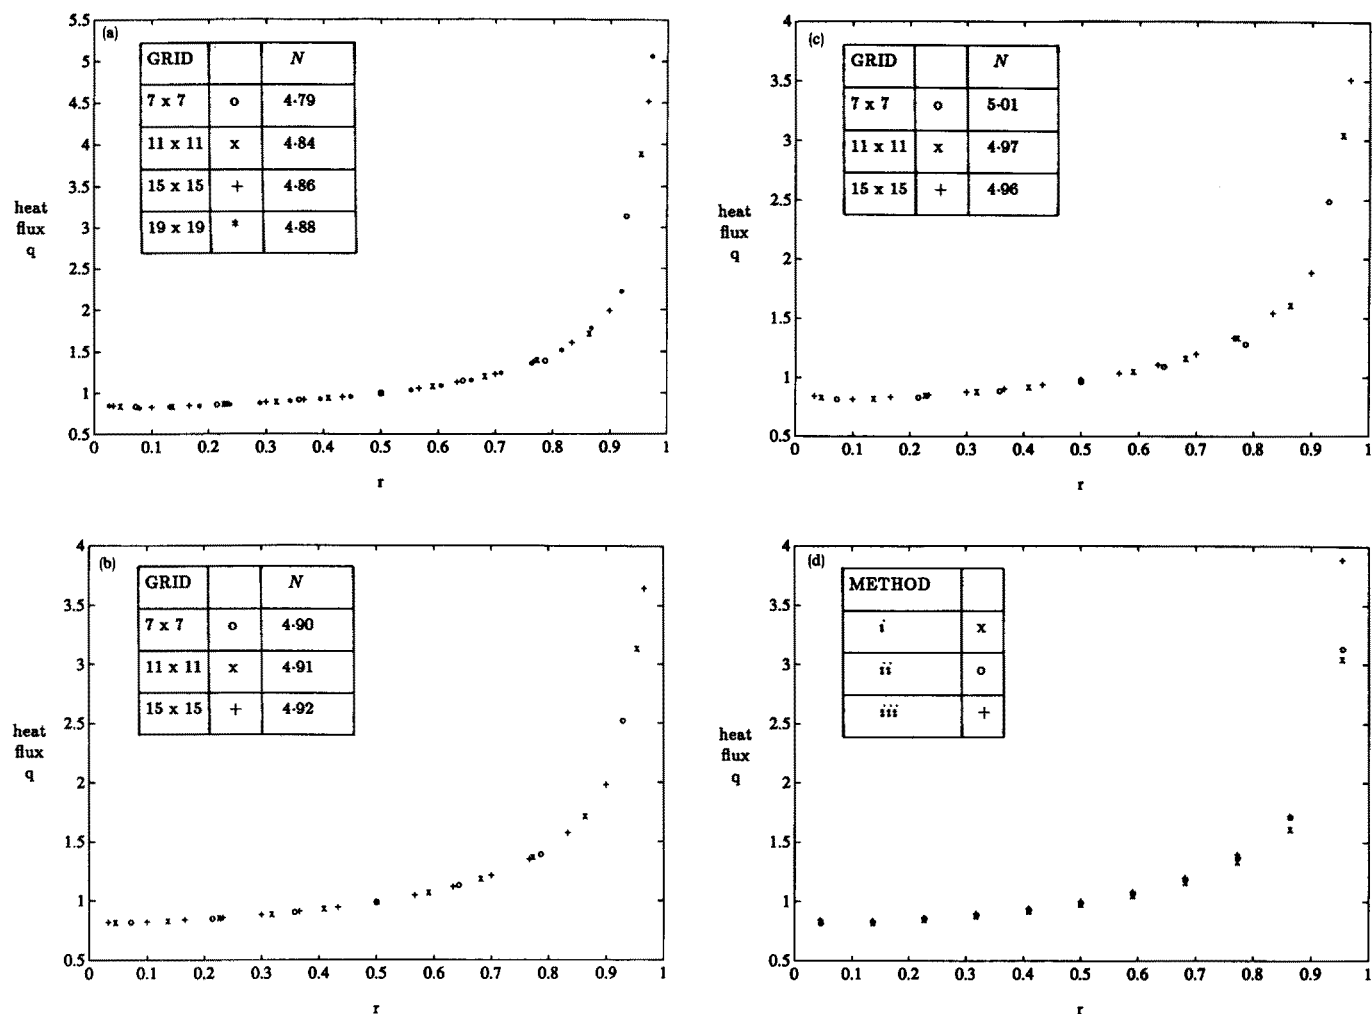 (a)
GRID N
7 x 7 o 4·79
11 x 11 x 4·84
15 x 15 + 4·86
19 x 19 * 4·88
heat
flux
q
5.5
5
4.5
4
3.5
3
2.5
2
1.5
1
0.5
0 0.1 0.2 0.3 0.4 0.5 0.6 0.7 0.8 0.9 1
r
(c)
GRID N
7 x 7 o 5·01
11 x 11 x 4·97
15 x 15 + 4·96
heat
flux
q
4
3.5
3
2.5
2
1.5
1
0.5
0 0.1 0.2 0.3 0.4 0.5 0.6 0.7 0.8 0.9 1
r
(b)
GRID N
7 x 7 o 4·90
11 x 11 x 4·91
15 x 15 + 4·92
heat
flux
q
4
3.5
3
2.5
2
1.5
1
0.5
0 0.1 0.2 0.3 0.4 0.5 0.6 0.7 0.8 0.9 1
r
(d)
METHOD
i x
ii o
iii +
heat
flux
q
4
3.5
3
2.5
2
1.5
1
0.5
0 0.1 0.2 0.3 0.4 0.5 0.6 0.7 0.8 0.9 1
r